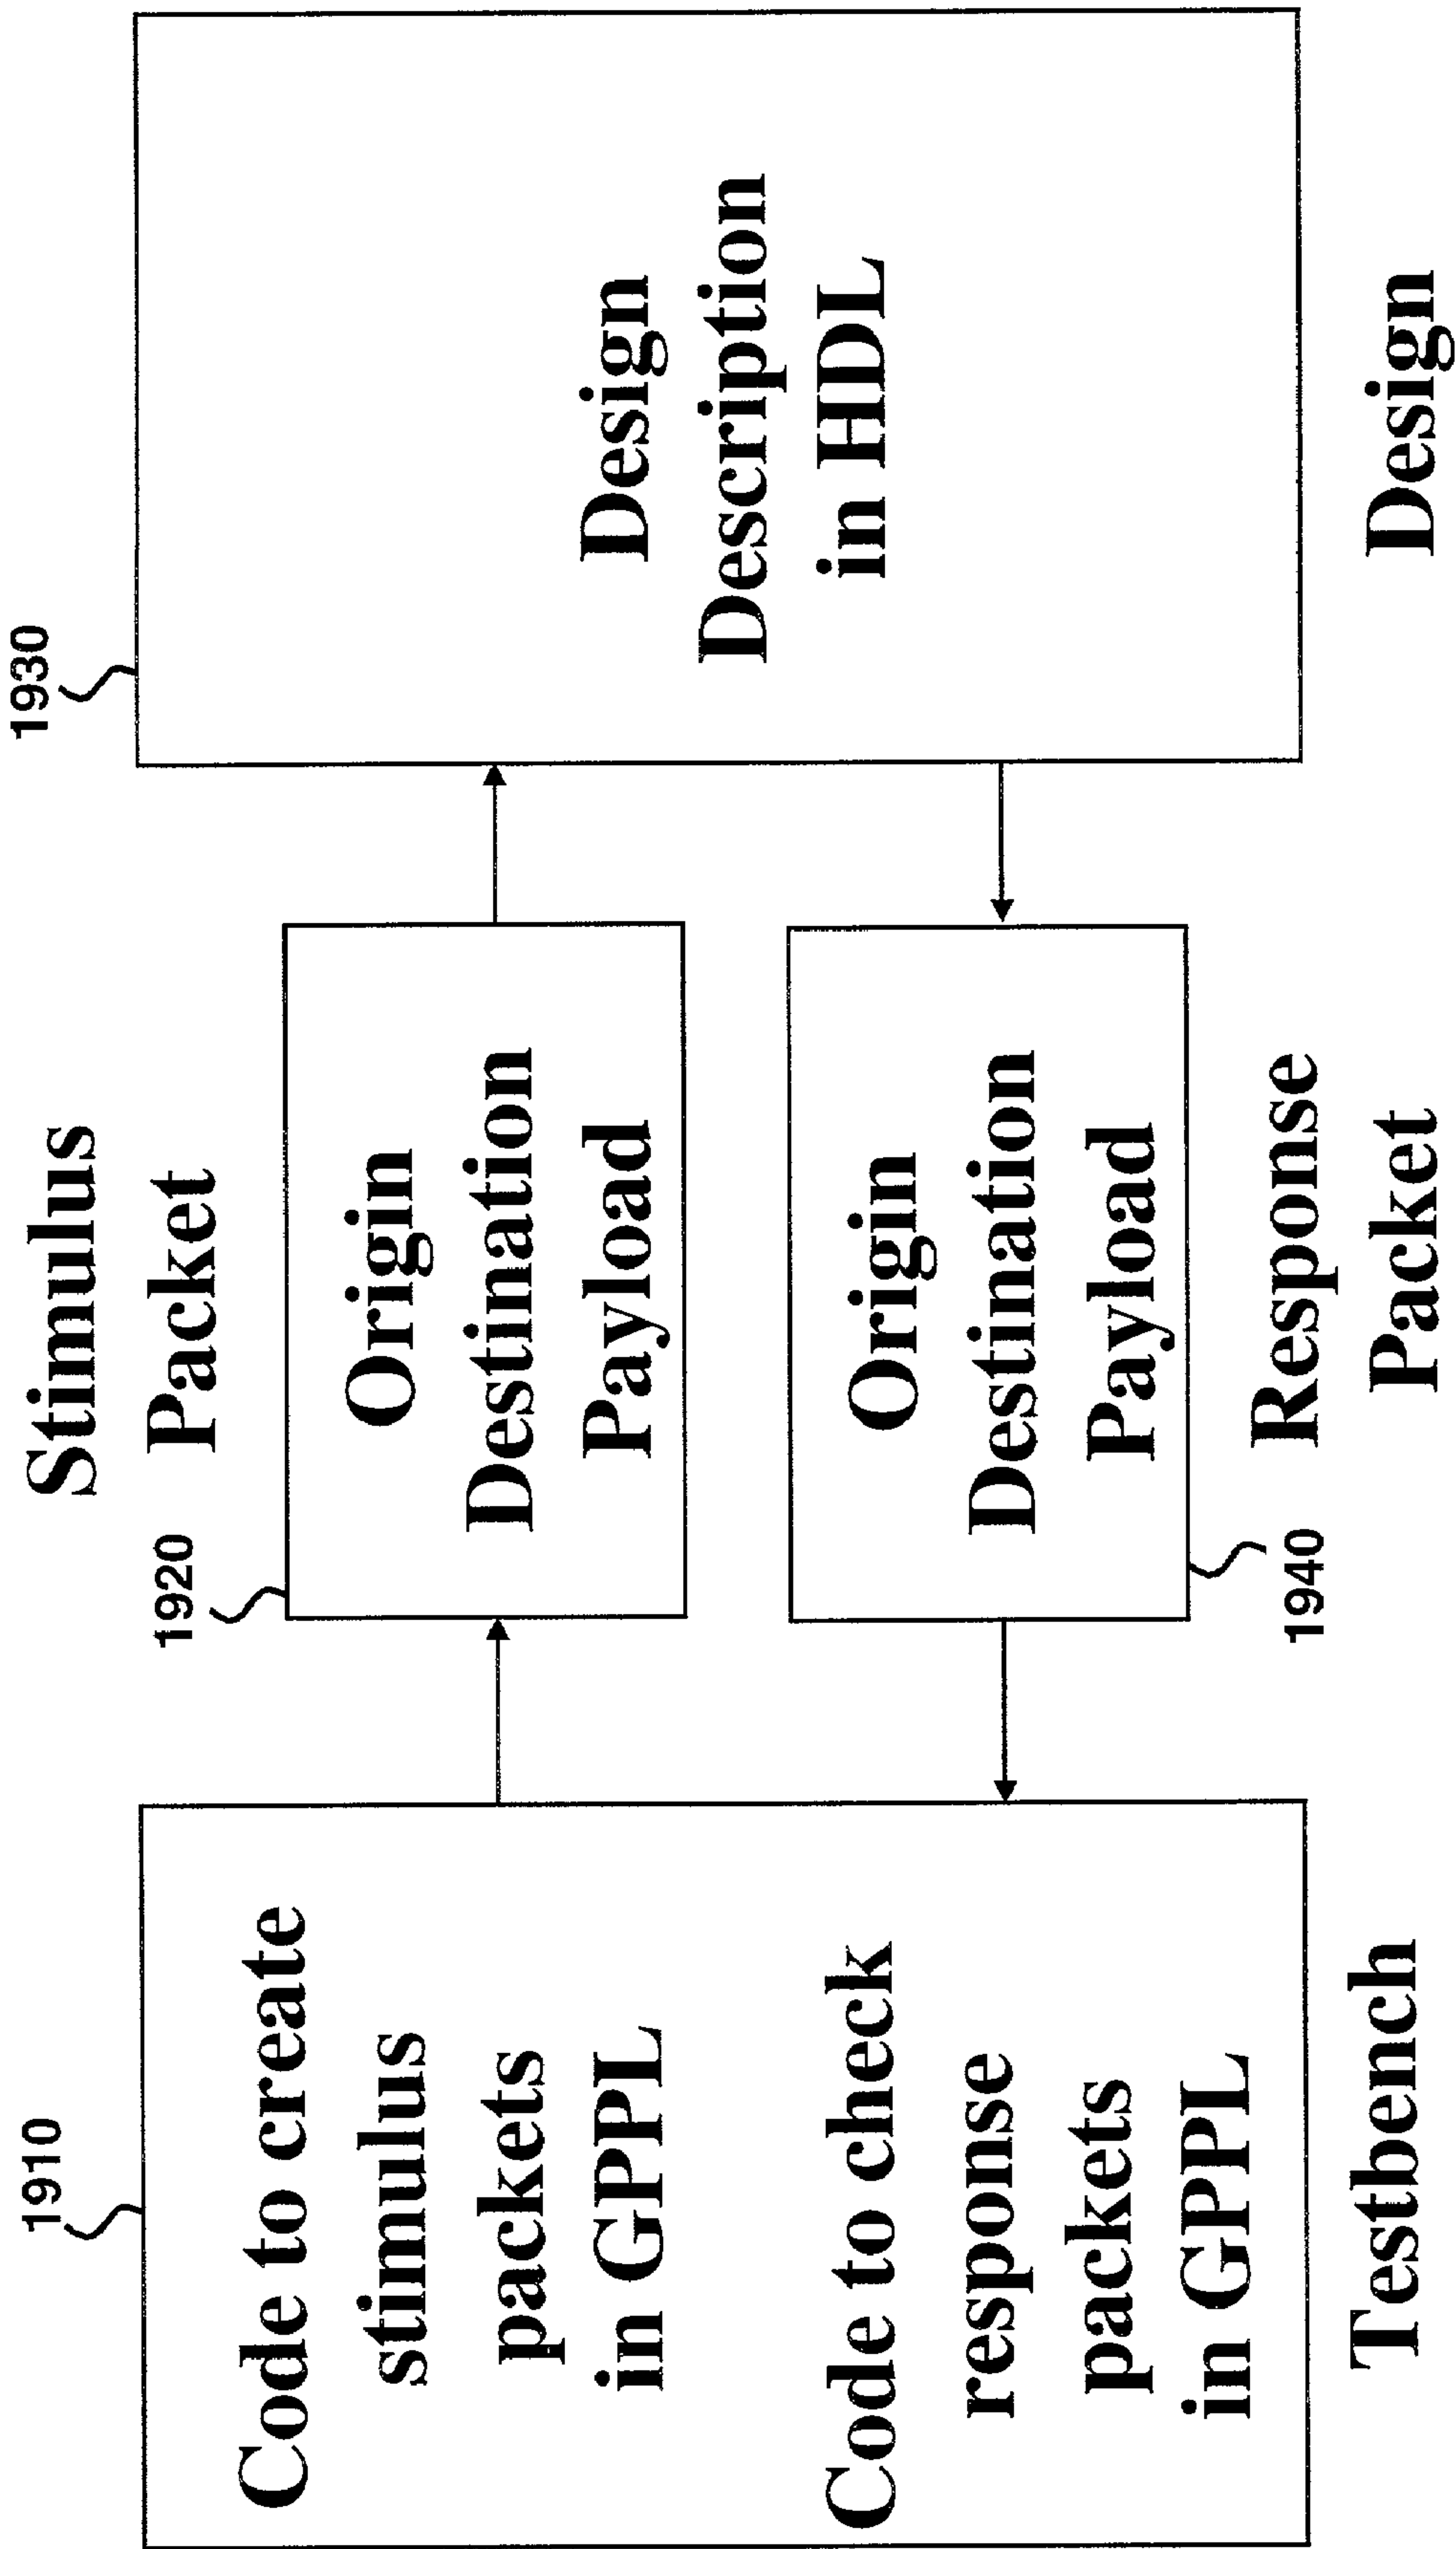 1910
Code to create
stimulus
packets
in GPPL
Code to check
response
packets
in GPPL
Testbench
Stimulus
Packet
1920
Origin
Destination
Payload
Origin
Destination
Payload
1940
Response
Packet
1930
Design
Description
in HDL
Design